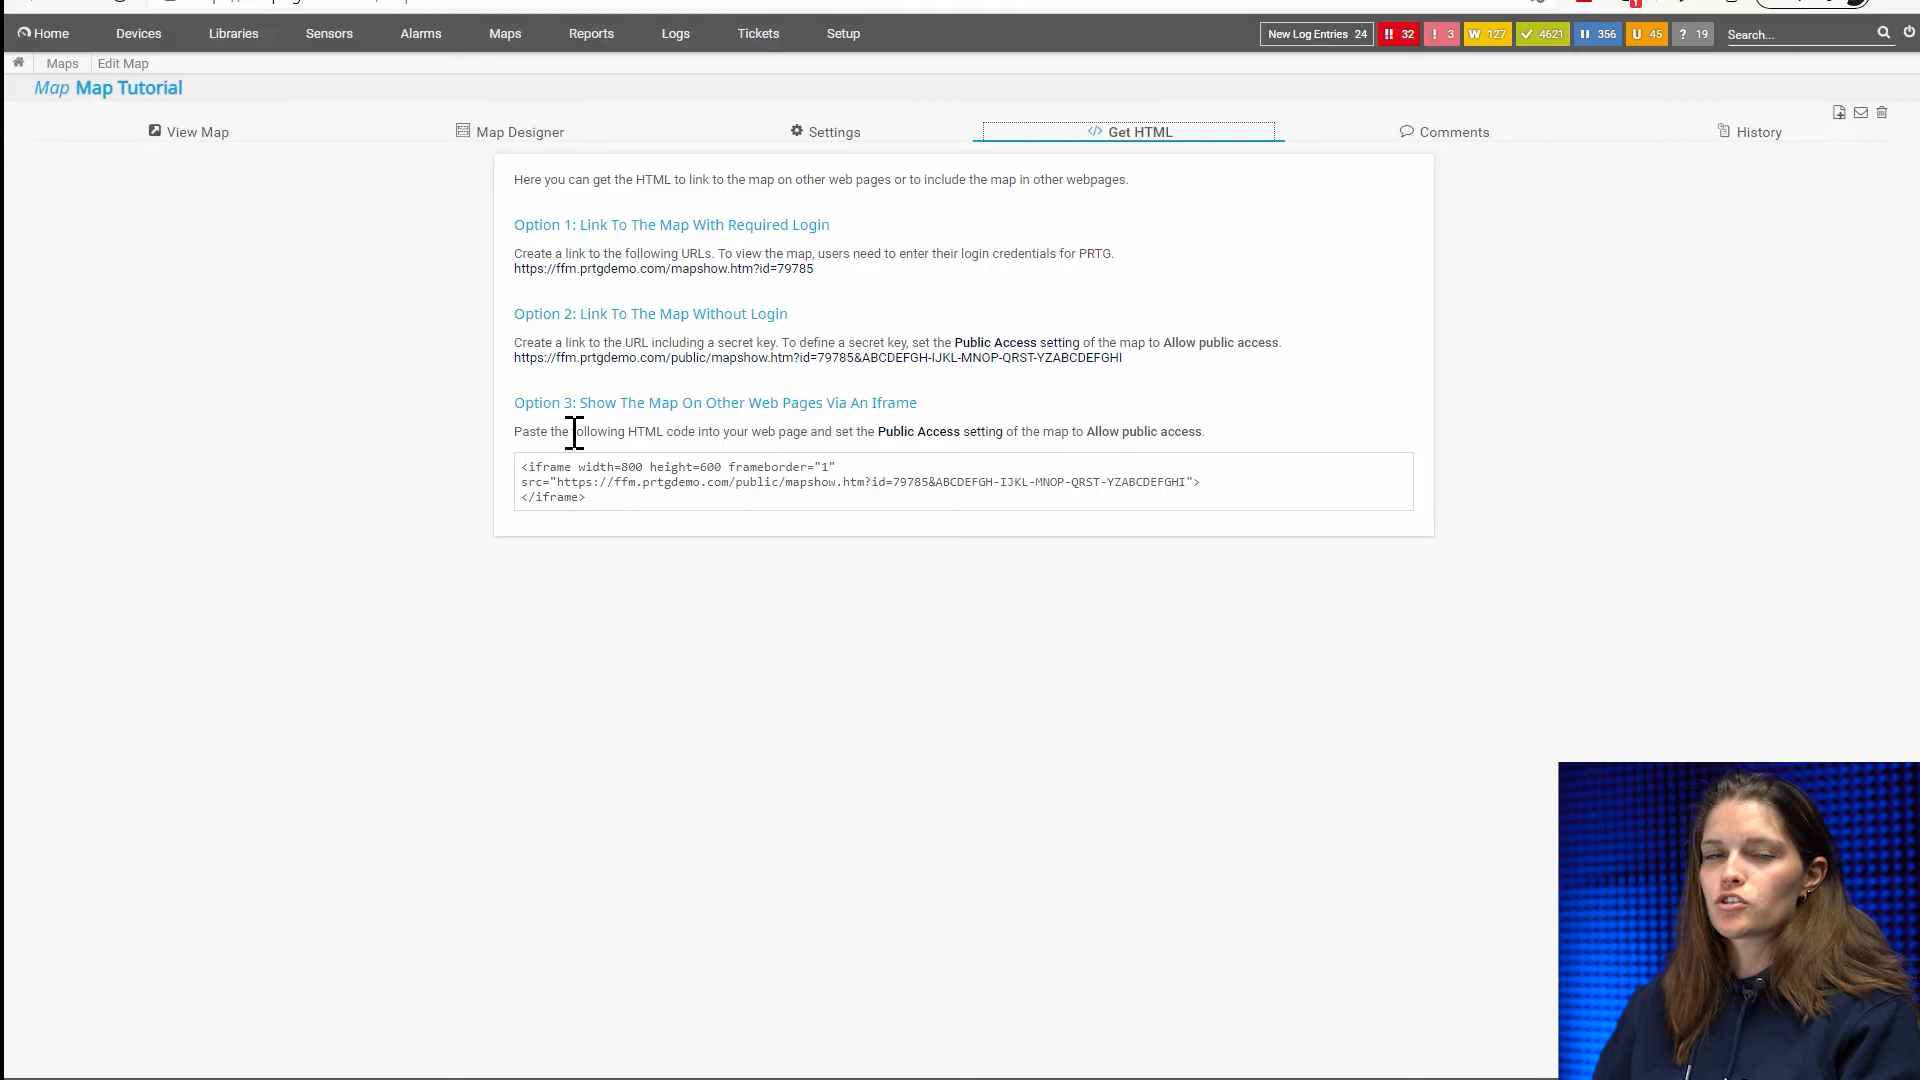 Home Devices Libraries Sensors Alarms Maps Reports Logs Tickets Setup New Log Entries 24 !! 32 ! 3 W 127 4621 356 U 45 ? 19 Search...
Maps Edit Map
Map Map Tutorial
View Map Map Designer Settings </> Get HTML Comments History
Here you can get the HTML to link to the map on other web pages or to include the map in other webpages.
Option 1: Link To The Map With Required Login
Create a link to the following URLs. To view the map, users need to enter their login credentials for PRTG.
https://ffm.prtgdemo.com/mapshow.htm?id=79785
Option 2: Link To The Map Without Login
Create a link to the URL including a secret key. To define a secret key, set the Public Access setting of the map to Allow public access.
https://ffm.prtgdemo.com/public/mapshow.htm?id=79785&ABCDEFGH-IJKL-MNOP-QRST-YZABCDEFGHI
Option 3: Show The Map On Other Web Pages Via An Iframe
Paste the following HTML code into your web page and set the Public Access setting of the map to Allow public access.
<iframe width=800 height=600 frameborder="1"
src="https://ffm.prtgdemo.com/public/mapshow.htm?id=79785&ABCDEFGH-IJKL-MNOP-QRST-YZABCDEFGHI">
</iframe>